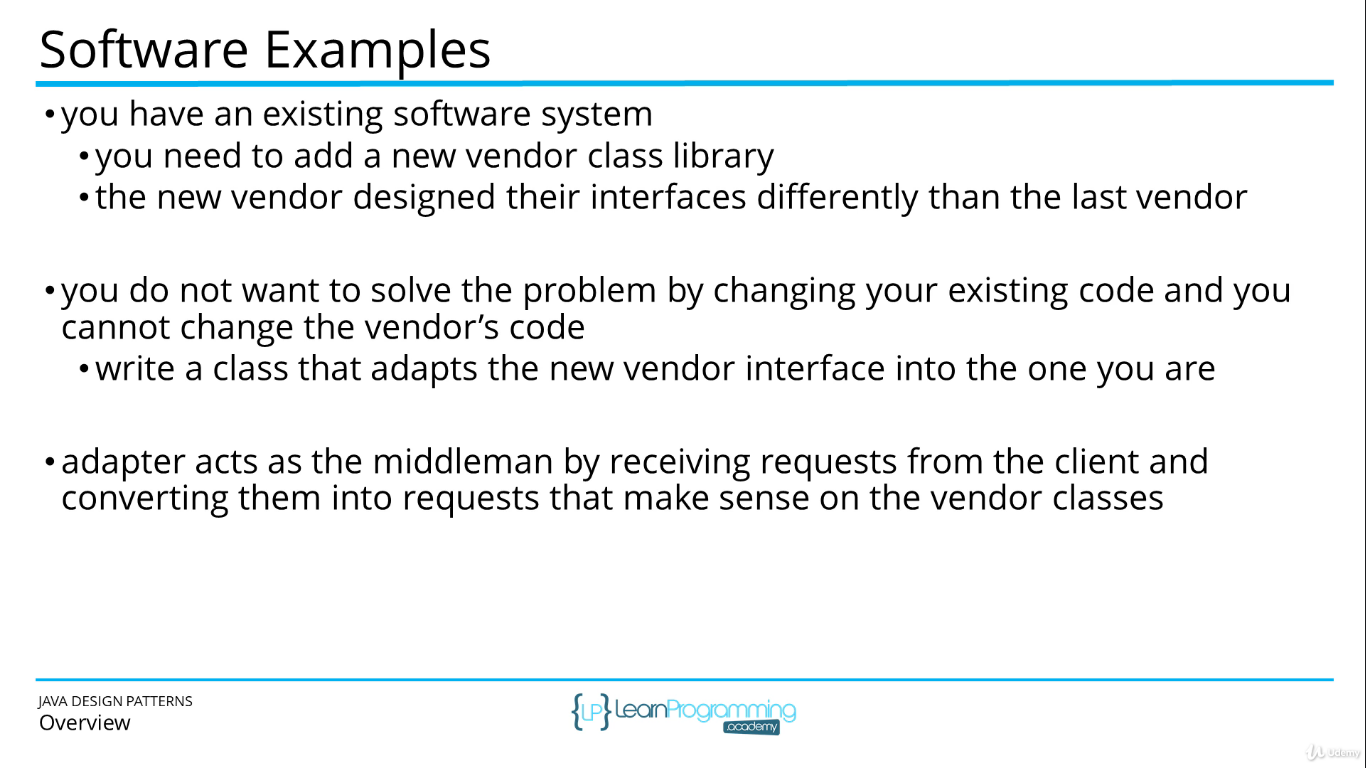 Software Examples
• you have an existing software system
• you need to add a new vendor class library
• the new vendor designed their interfaces differently than the last vendor
• you do not want to solve the problem by changing your existing code and you
cannot change the vendor’s code
• write a class that adapts the new vendor interface into the one you are
• adapter acts as the middleman by receiving requests from the client and
converting them into requests that make sense on the vendor classes
JAVA DESIGN PATTERNS
Overview
{LP} LearnProgramming
.academy
Udemy